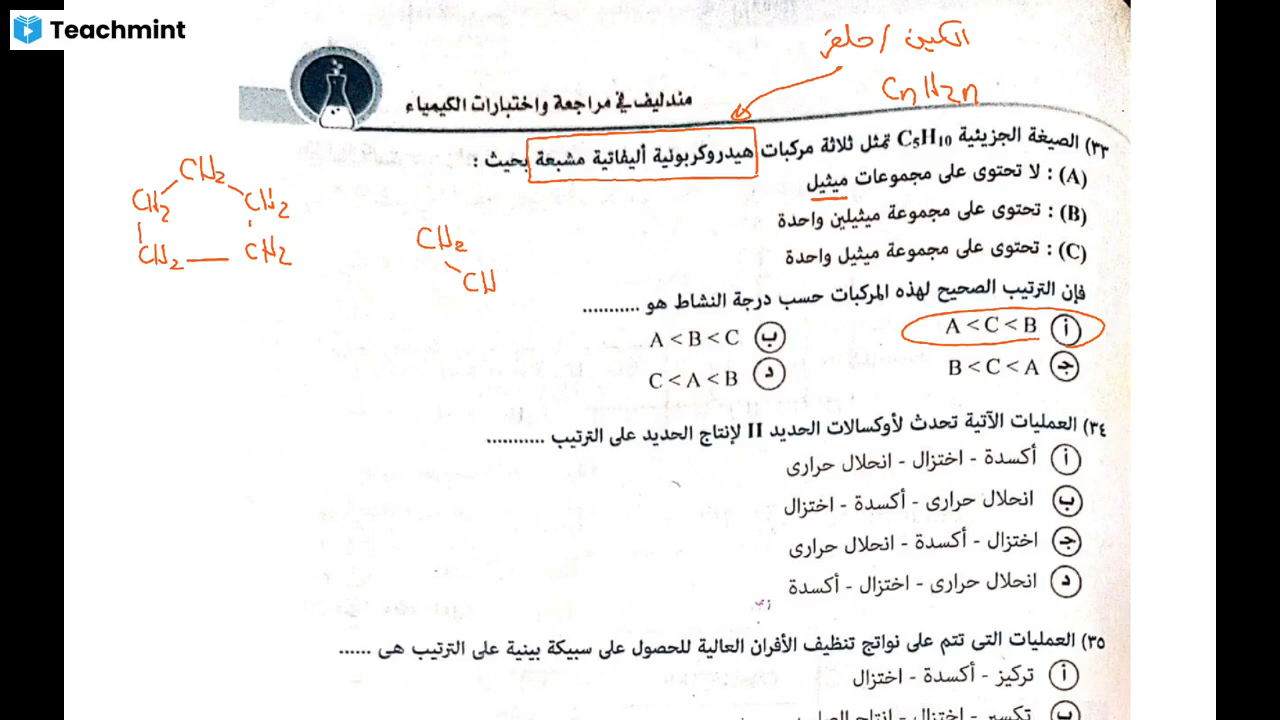 Teachmint
الكين / حلقى
CnH2n
مندليف فى مراجعة واختبارات الكيمياء
٣٣) الصيغة الجزيئية C5H10 تمثل ثلاثة مركبات هيدروكربونية أليفاتية مشبعة بحيث :
(A) : لا تحتوى على مجموعات ميثيل
(B) : تحتوى على مجموعة ميثيلين واحدة
(C) : تحتوى على مجموعة ميثيل واحدة
فإن الترتيب الصحيح لهذه المركبات حسب درجة النشاط هو ...........
أ A < C < B
ب A < B < C
ج B < C < A
د C < A < B
CH2
CH2 CH2
CH2 — CH2
CH2
CH
٣٤) العمليات الآتية تحدث لأوكسالات الحديد II لإنتاج الحديد على الترتيب ...........
أ أكسدة - اختزال - انحلال حرارى
ب انحلال حرارى - أكسدة - اختزال
ج اختزال - أكسدة - انحلال حرارى
د انحلال حرارى - اختزال - أكسدة
٣٥) العمليات التى تتم على نواتج تنظيف الأفران العالية للحصول على سبيكة بينية على الترتيب هى ......
أ تركيز - أكسدة - اختزال
ب تكسير - اختزال - إنتاج